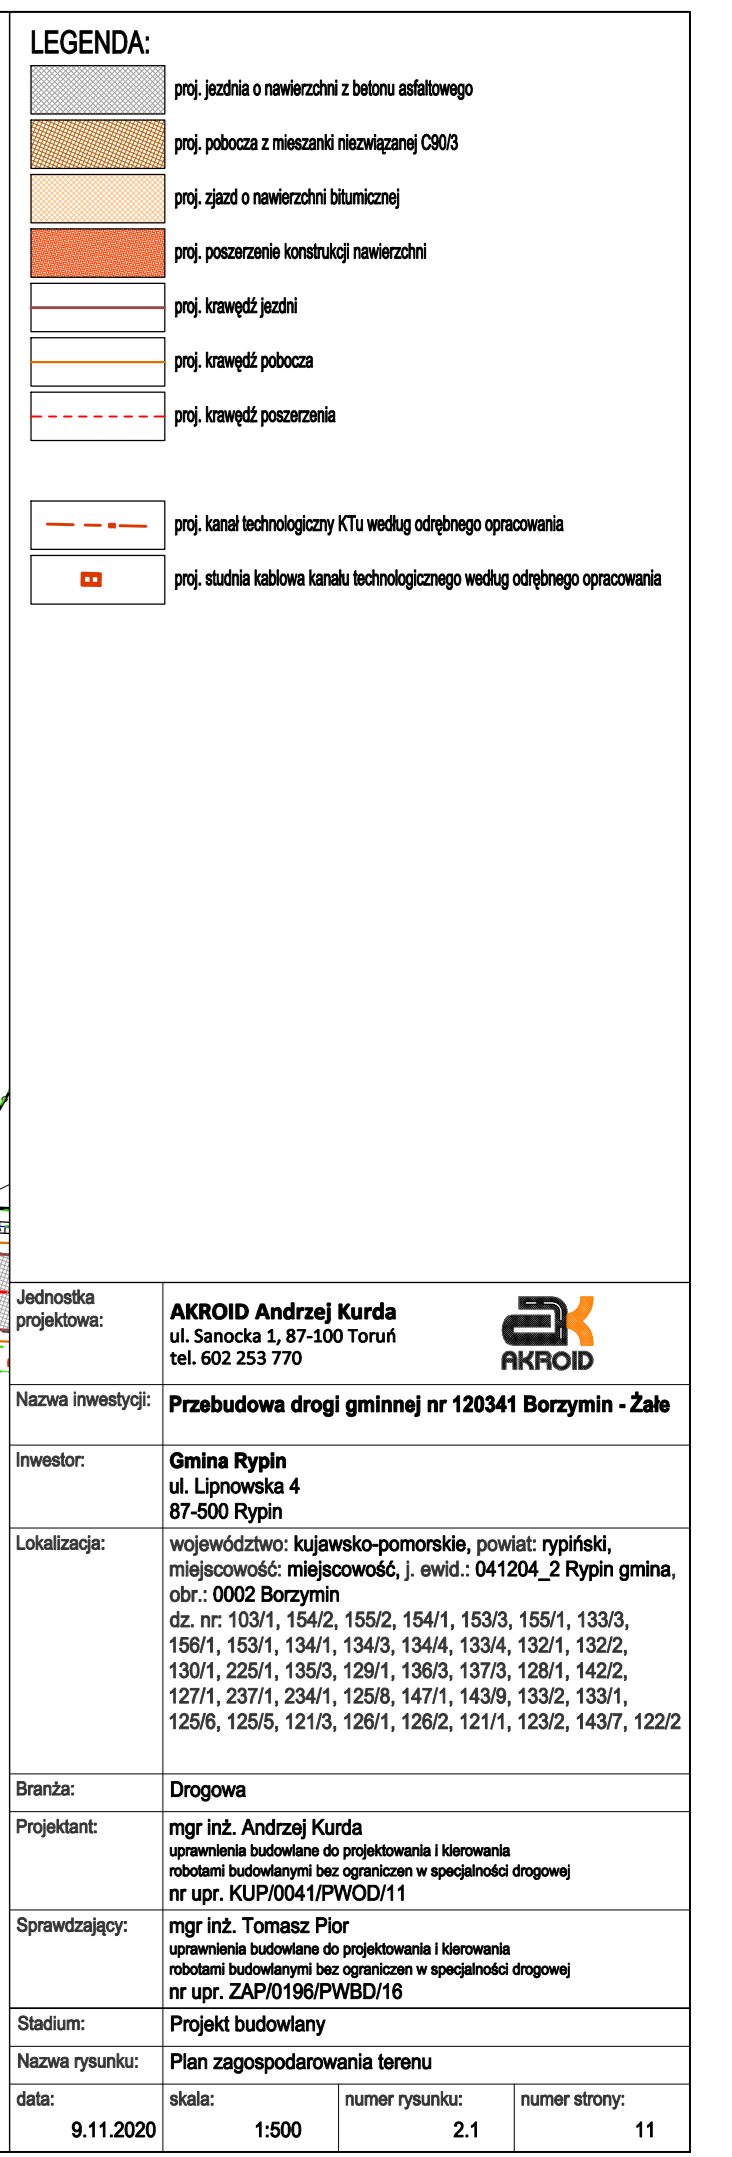 LEGENDA:
proj. jezdnia o nawierzchni z betonu asfaltowego
proj. pobocza z mieszanki niezwiązanej C90/3
proj. zjazd o nawierzchni bitumicznej
proj. poszerzenie konstrukcji nawierzchni
proj. krawędź jezdni
proj. krawędź pobocza
proj. krawędź poszerzenia
proj. kanał technologiczny KTu według odrębnego opracowania
proj. studnia kablowa kanału technologicznego według odrębnego opracowania
Jednostka
projektowa:
AKROID Andrzej Kurda
ul. Sanocka 1, 87-100 Toruń
tel. 602 253 770
AKROID
Nazwa inwestycji:
Przebudowa drogi gminnej nr 120341 Borzymin - Żałe
Inwestor:
Gmina Rypin
ul. Lipnowska 4
87-500 Rypin
Lokalizacja:
województwo: kujawsko-pomorskie, powiat: rypiński,
miejscowość: miejscowość, j. ewid.: 041204_2 Rypin gmina,
obr.: 0002 Borzymin
dz. nr: 103/1, 154/2, 155/2, 154/1, 153/3, 155/1, 133/3,
156/1, 153/1, 134/1, 134/3, 134/4, 133/4, 132/1, 132/2,
130/1, 225/1, 135/3, 129/1, 136/3, 137/3, 128/1, 142/2,
127/1, 237/1, 234/1, 125/8, 147/1, 143/9, 133/2, 133/1,
125/6, 125/5, 121/3, 126/1, 126/2, 121/1, 123/2, 143/7, 122/2
Branża:
Drogowa
Projektant:
mgr inż. Andrzej Kurda
uprawnienia budowlane do projektowania i kierowania
robotami budowlanymi bez ograniczen w specjalności drogowej
nr upr. KUP/0041/PWOD/11
Sprawdzający:
mgr inż. Tomasz Pior
uprawnienia budowlane do projektowania i kierowania
robotami budowlanymi bez ograniczen w specjalności drogowej
nr upr. ZAP/0196/PWBD/16
Stadium:
Projekt budowlany
Nazwa rysunku:
Plan zagospodarowania terenu
data:
9.11.2020
skala:
1:500
numer rysunku:
2.1
numer strony:
11